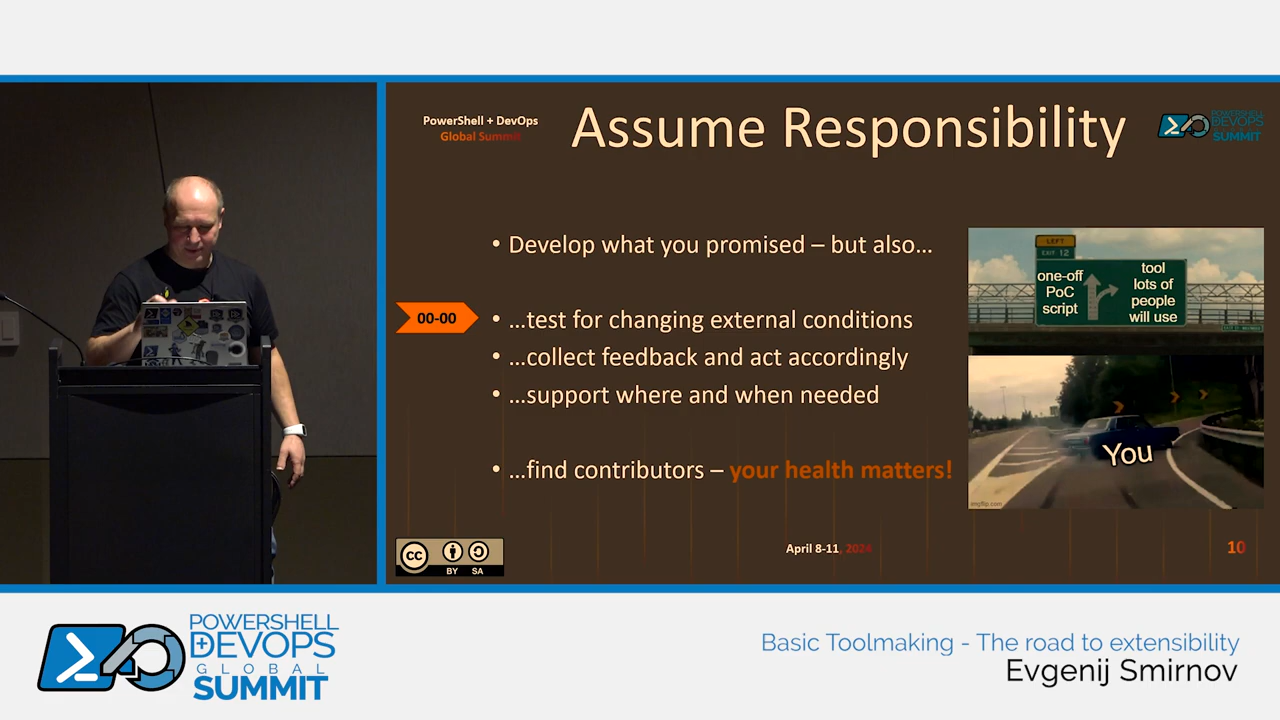 PowerShell + DevOps
Global Summit
Assume Responsibility
DEVOPS
SUMMIT
• Develop what you promised – but also…
00-00
• …test for changing external conditions
• …collect feedback and act accordingly
• …support where and when needed
• …find contributors – your health matters!
LEFT
EXIT 12
one-off
PoC
script
tool
lots of
people
will use
You
imgflip.com
cc
BY SA
April 8-11, 2024
10
POWERSHELL
DEVOPS
GLOBAL
SUMMIT
Basic Toolmaking - The road to extensibility
Evgenij Smirnov